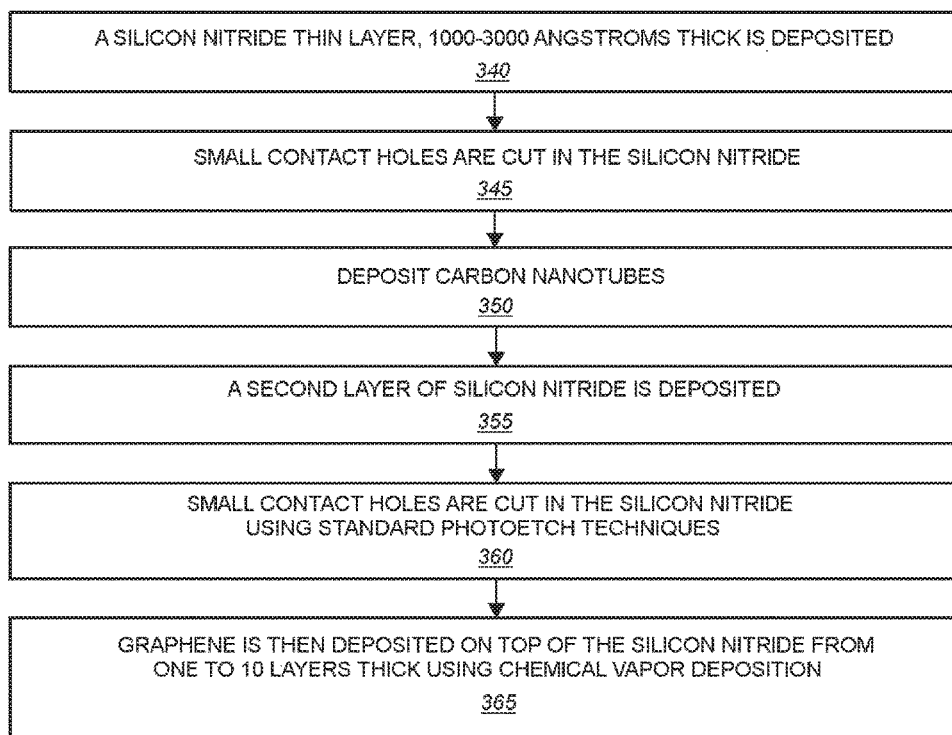 A SILICON NITRIDE THIN LAYER, 1000-3000 ANGSTROMS THICK IS DEPOSITED
340
SMALL CONTACT HOLES ARE CUT IN THE SILICON NITRIDE
345
DEPOSIT CARBON NANOTUBES
350
A SECOND LAYER OF SILICON NITRIDE IS DEPOSITED
355
SMALL CONTACT HOLES ARE CUT IN THE SILICON NITRIDE
USING STANDARD PHOTOETCH TECHNIQUES
360
GRAPHENE IS THEN DEPOSITED ON TOP OF THE SILICON NITRIDE FROM
ONE TO 10 LAYERS THICK USING CHEMICAL VAPOR DEPOSITION
365